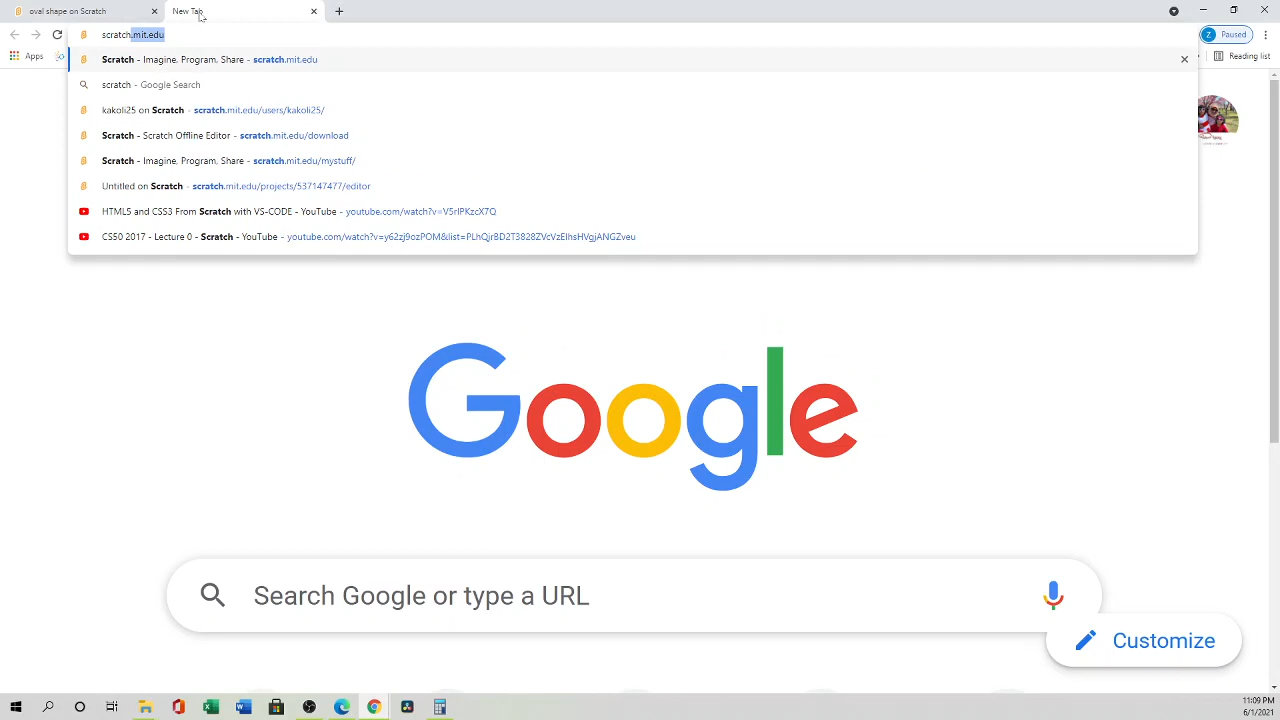 oval shape on Scratch
New Tab
scratch.mit.edu
Z Paused
Apps
Reading list
Scratch - Imagine, Program, Share - scratch.mit.edu
scratch - Google Search
kakoli25 on Scratch - scratch.mit.edu/users/kakoli25/
Scratch - Scratch Offline Editor - scratch.mit.edu/download
Scratch - Imagine, Program, Share - scratch.mit.edu/mystuff/
Untitled on Scratch - scratch.mit.edu/projects/537147477/editor
HTML5 and CSS3 From Scratch with VS-CODE - YouTube - youtube.com/watch?v=V5rIPKzcX7Q
CS50 2017 - Lecture 0 - Scratch - YouTube - youtube.com/watch?v=y62zj9ozPOM&list=PLhQjrBD2T3828ZVcVzEIhsHVgjANGZveu
Google
Search Google or type a URL
Customize
11:09 PM
6/1/2021